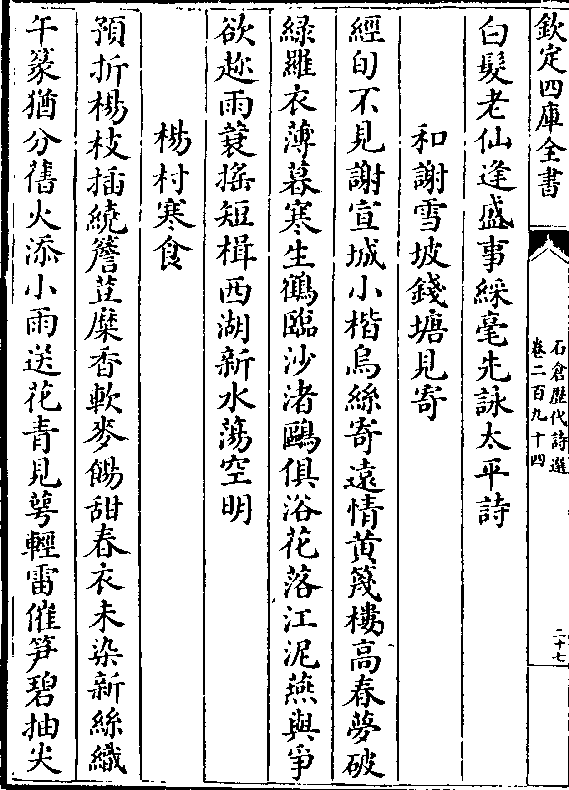 欽定四庫全書
石倉歷代詩選
卷二百九十四
二十七
白髮老仙逢盛事綵毫先詠太平詩
和謝雪坡錢塘見寄
經旬不見謝宣城小楷烏絲寄遠情黄篾樓高春夢破
緑羅衣薄暮寒生鶴臨沙渚鷗俱浴花落江泥燕與爭
欲趂雨蓑揺短楫西湖新水蕩空明
楊村寒食
預折楊枝插繞簷荳糜香軟麥餳甜春衣未染新絲織
午篆猶分舊火添小雨送花青見萼輕雷催笋碧抽尖